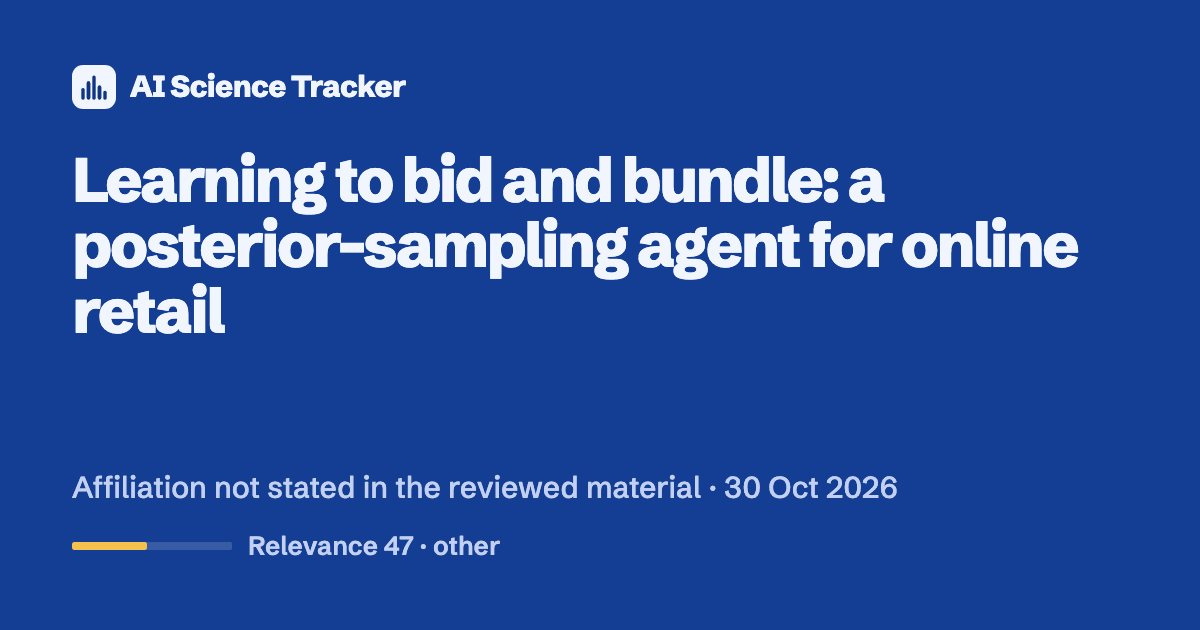 AI Science Tracker
Learning to bid and bundle: a
posterior-sampling agent for online
retail
Affiliation not stated in the reviewed material · 30 Oct 2026
Relevance 47 · other